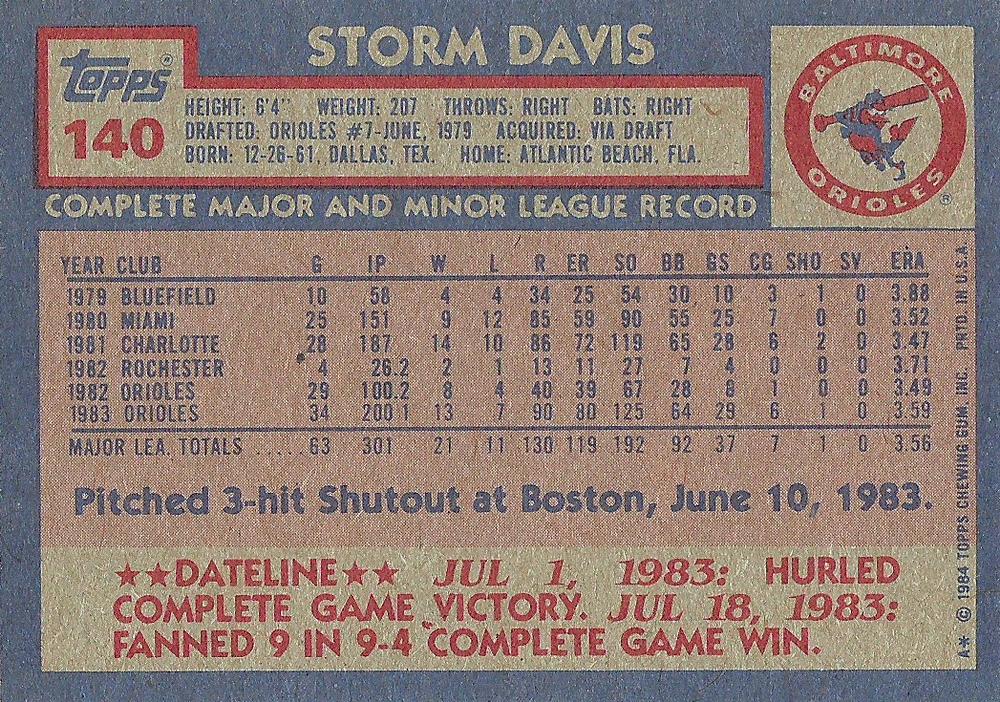 STORM DAVIS
Topps®
140
HEIGHT: 6'4" WEIGHT: 207 THROWS: RIGHT BATS: RIGHT
DRAFTED: ORIOLES #7-JUNE, 1979 ACQUIRED: VIA DRAFT
BORN: 12-26-61, DALLAS, TEX. HOME: ATLANTIC BEACH, FLA.
BALTIMORE
ORIOLES ®
COMPLETE MAJOR AND MINOR LEAGUE RECORD
YEAR CLUB G IP W L R ER SO BB GS CG SHO SV ERA
1979 BLUEFIELD 10 58 4 4 34 25 54 30 10 3 1 0 3.88
1980 MIAMI 25 151 9 12 85 59 90 55 25 7 0 0 3.52
1981 CHARLOTTE 28 187 14 10 86 72 119 65 28 6 2 0 3.47
1982 ROCHESTER 4 26.2 2 1 13 11 27 7 4 0 0 0 3.71
1982 ORIOLES 29 100.2 8 4 40 39 67 28 8 1 0 0 3.49
1983 ORIOLES 34 200 1 13 7 90 80 125 64 29 6 1 0 3.59
MAJOR LEA. TOTALS ..... 63 301 21 11 130 119 192 92 37 7 1 0 3.56
Pitched 3-hit Shutout at Boston, June 10, 1983.
★★DATELINE★★ JUL 1, 1983: HURLED
COMPLETE GAME VICTORY. JUL 18, 1983:
FANNED 9 IN 9-4 COMPLETE GAME WIN.
A* © 1984 TOPPS CHEWING GUM, INC. PRTD. IN U.S.A.